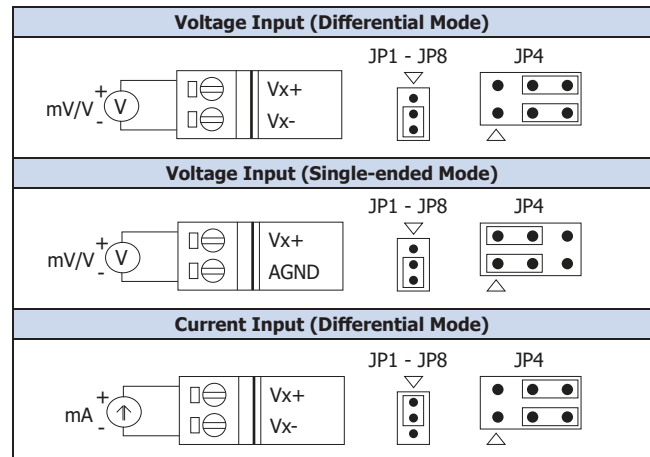 Voltage Input (Differential Mode)
JP1 - JP8 JP4
+
mV/V V
-
Vx+
Vx-
Voltage Input (Single-ended Mode)
JP1 - JP8 JP4
+
mV/V V
-
Vx+
AGND
Current Input (Differential Mode)
JP1 - JP8 JP4
+
mA
-
Vx+
Vx-